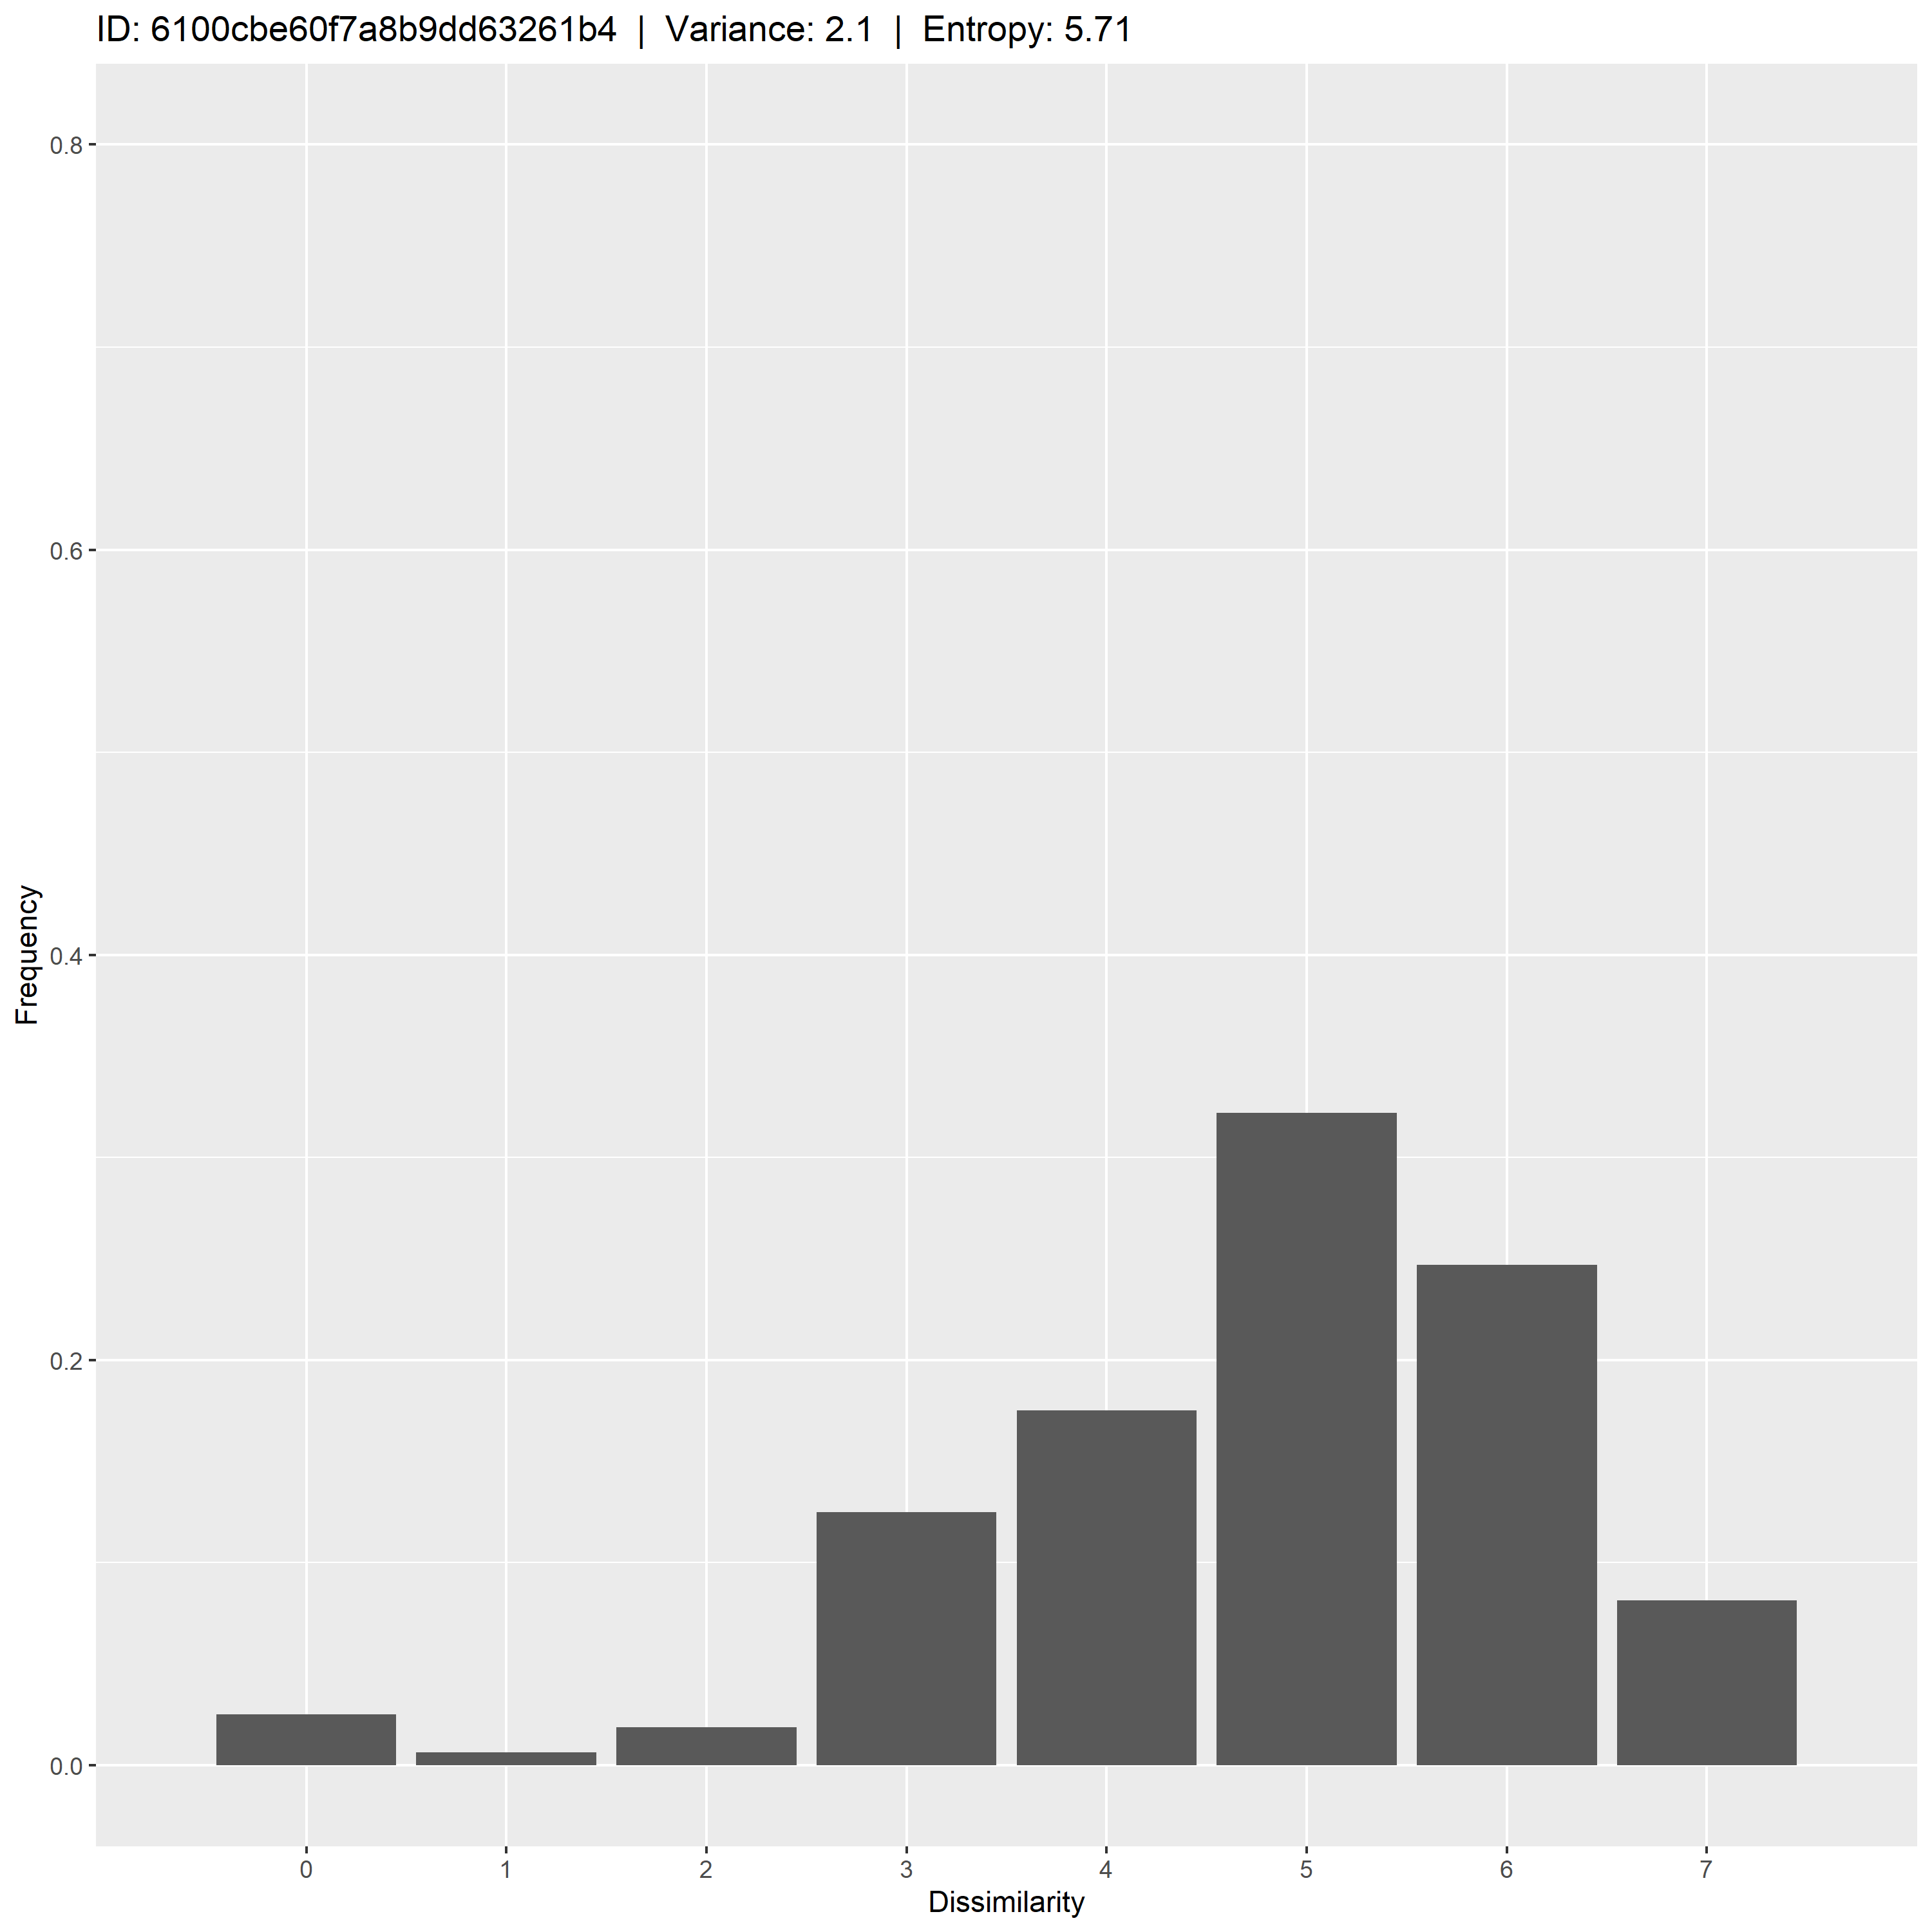 ID: 6100cbe60f7a8b9dd63261b4 | Variance: 2.1 | Entropy: 5.71
0.8
0.6
0.4
0.2
0.0
Frequency
0 1 2 3 4 5 6 7
Dissimilarity